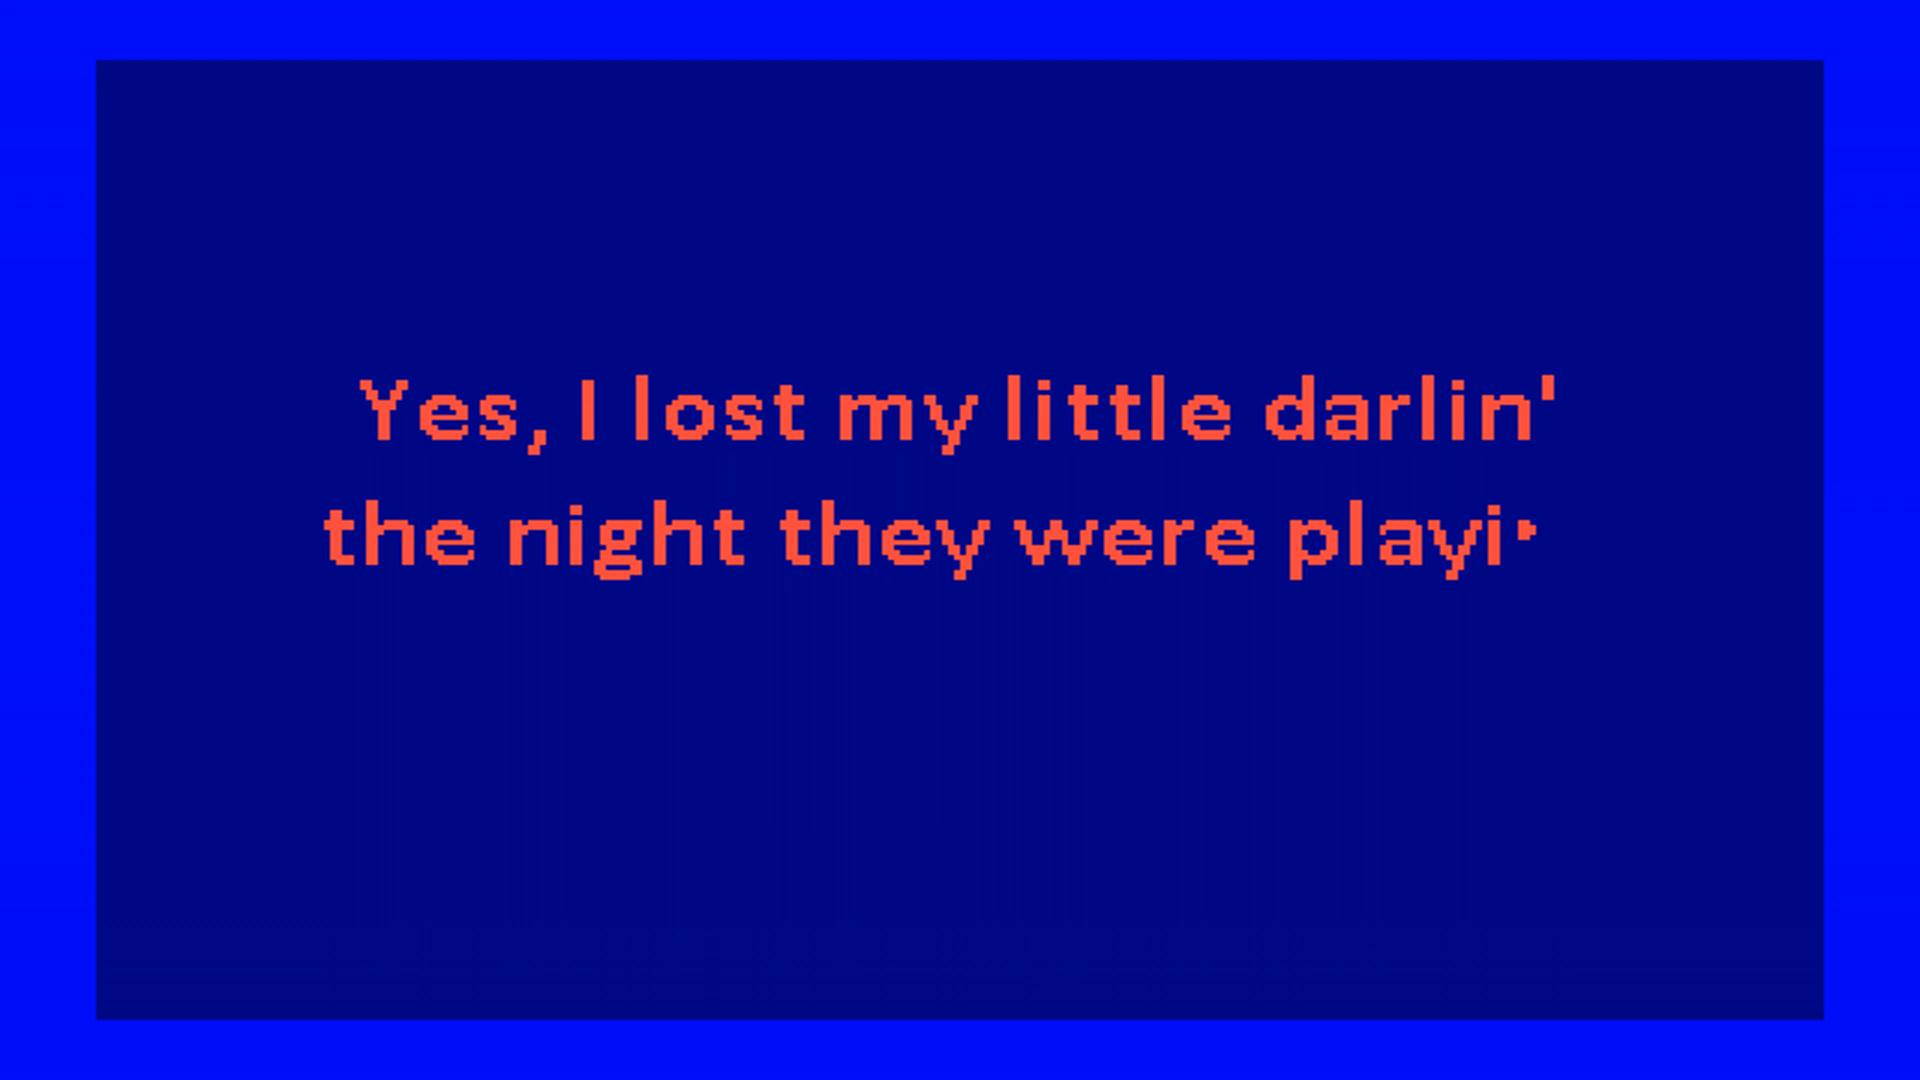 Yes, I lost my little darlin'
the night they were playi